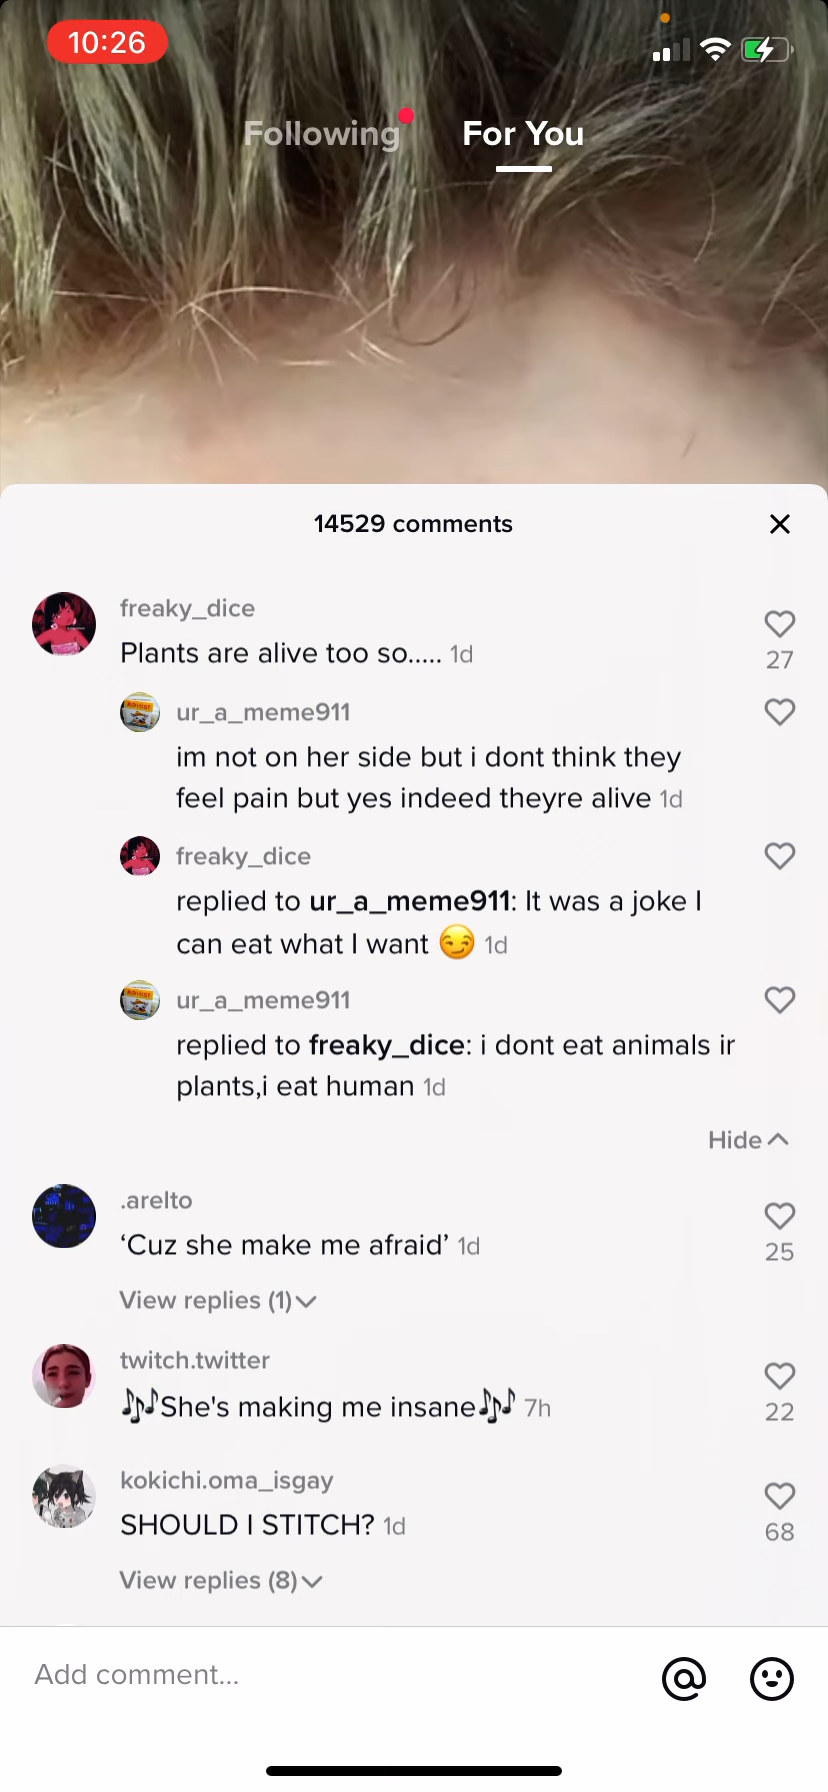 10:26
Following
For You
14529 comments
freaky_dice
Plants are alive too so..... 1d
27
ur_a_meme911
im not on her side but i dont think they
feel pain but yes indeed theyre alive 1d
freaky_dice
replied to ur_a_meme911: It was a joke I
can eat what I want 😏 1d
ur_a_meme911
replied to freaky_dice: i dont eat animals ir
plants,i eat human 1d
Hide
.arelto
‘Cuz she make me afraid’ 1d
25
View replies (1)
twitch.twitter
🎶She's making me insane🎶 7h
22
kokichi.oma_isgay
SHOULD I STITCH? 1d
68
View replies (8)
Add comment...